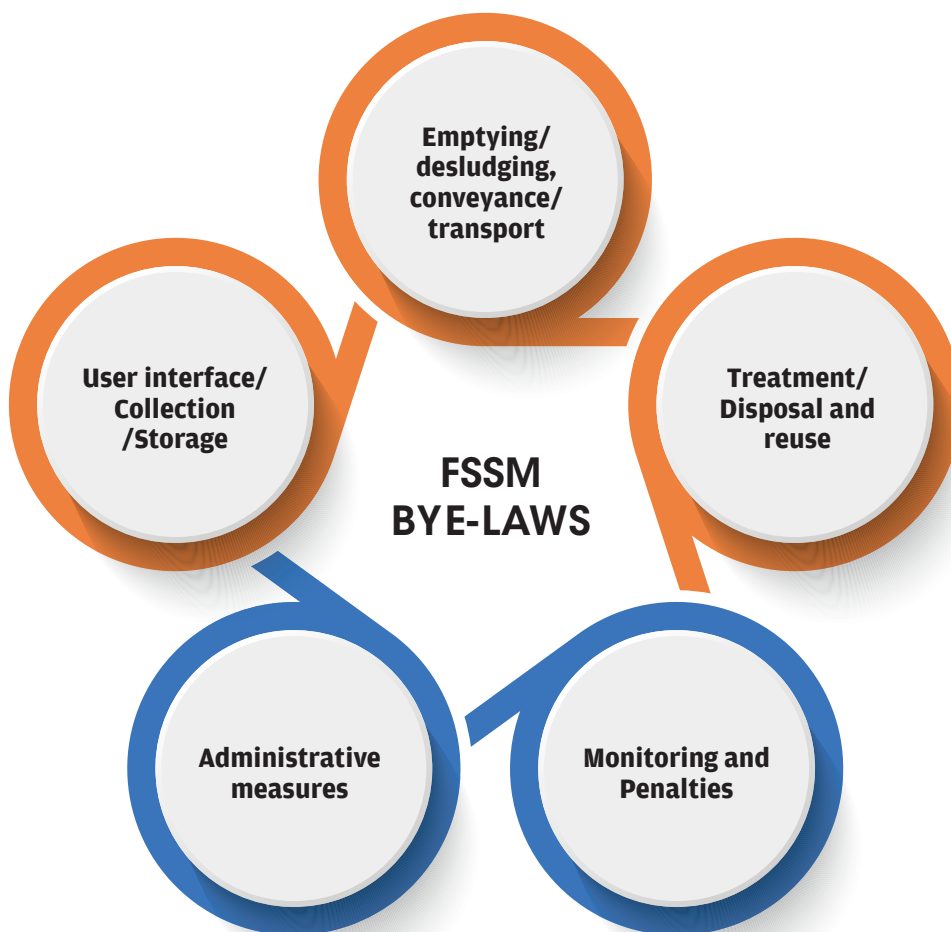 Emptying/
desludging,
conveyance/
transport
User interface/
Collection
/Storage
Treatment/
Disposal and
reuse
FSSM
BYE-LAWS
Administrative
measures
Monitoring and
Penalties